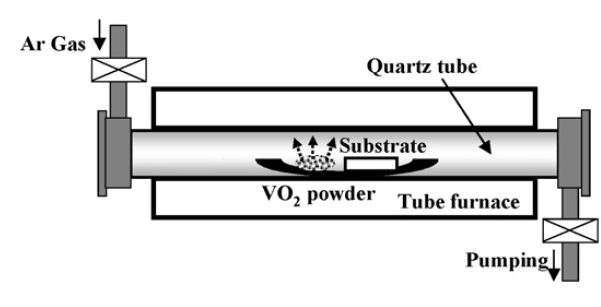 Ar Gas
Quartz tube
Substrate
VO₂ powder
Tube furnace
Pumping